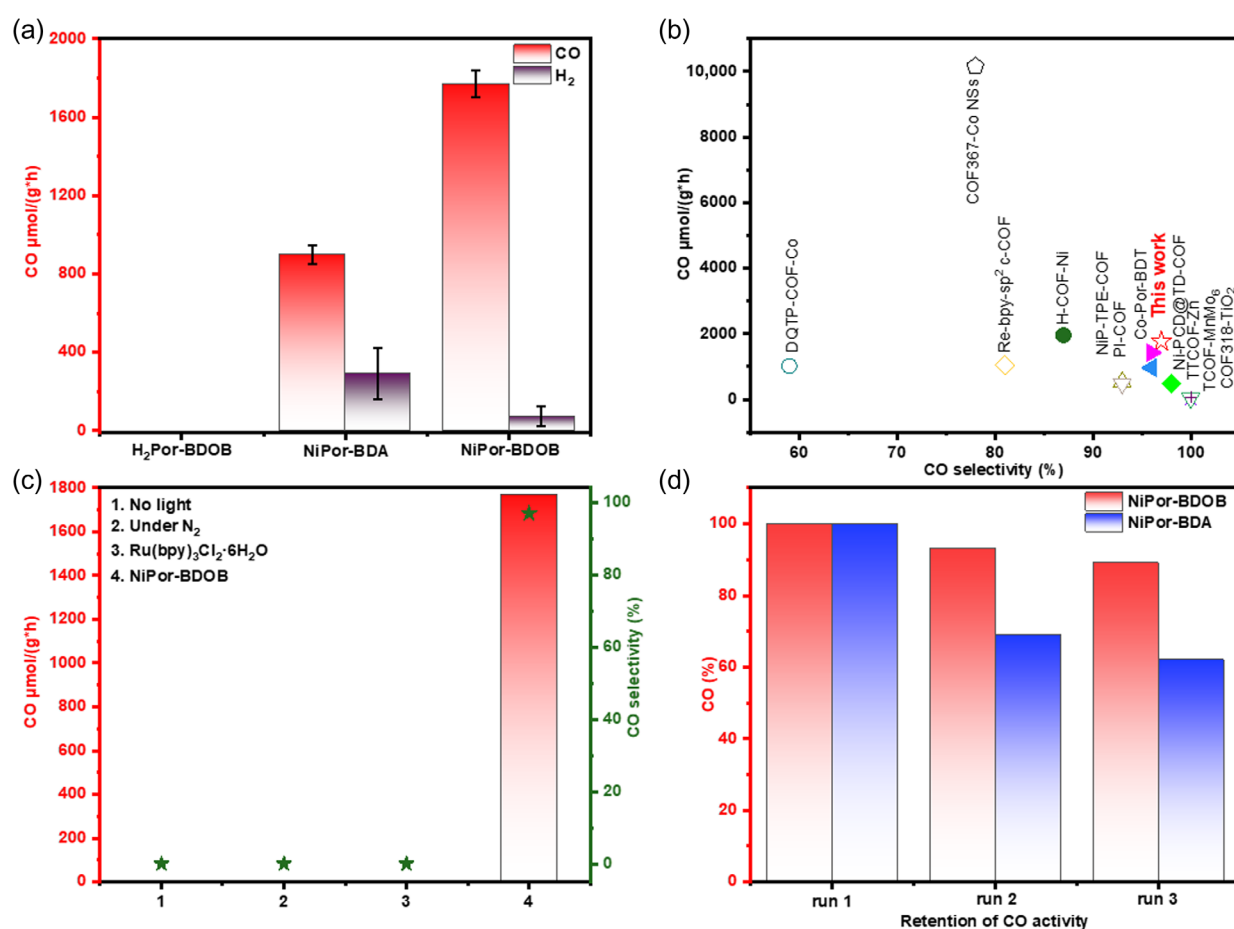 (a)
2000
1600
1200
800
400
0
CO µmol/(g*h)
CO
H₂
H₂Por-BDOB
NiPor-BDA
NiPor-BDOB
(b)
10,000
8000
6000
4000
2000
0
CO µmol/(g*h)
DQTP-COF-Co
COF367-Co NSs
Re-bpy-sp² c-COF
H-COF-Ni
NiP-TPE-COF
PI-COF
Co-Por-BDT
This work
Ni-PCD@TD-COF
TTCOF-Zn
TCOF-MnMo₆
COF318-TiO₂
60
70
80
90
100
CO selectivity (%)
(c)
1800
1600
1400
1200
1000
800
600
400
200
0
CO µmol/(g*h)
1. No light
2. Under N₂
3. Ru(bpy)₃Cl₂·6H₂O
4. NiPor-BDOB
100
80
60
40
20
0
CO selectivity (%)
1
2
3
4
(d)
100
80
60
40
20
0
CO (%)
NiPor-BDOB
NiPor-BDA
run 1
run 2
run 3
Retention of CO activity